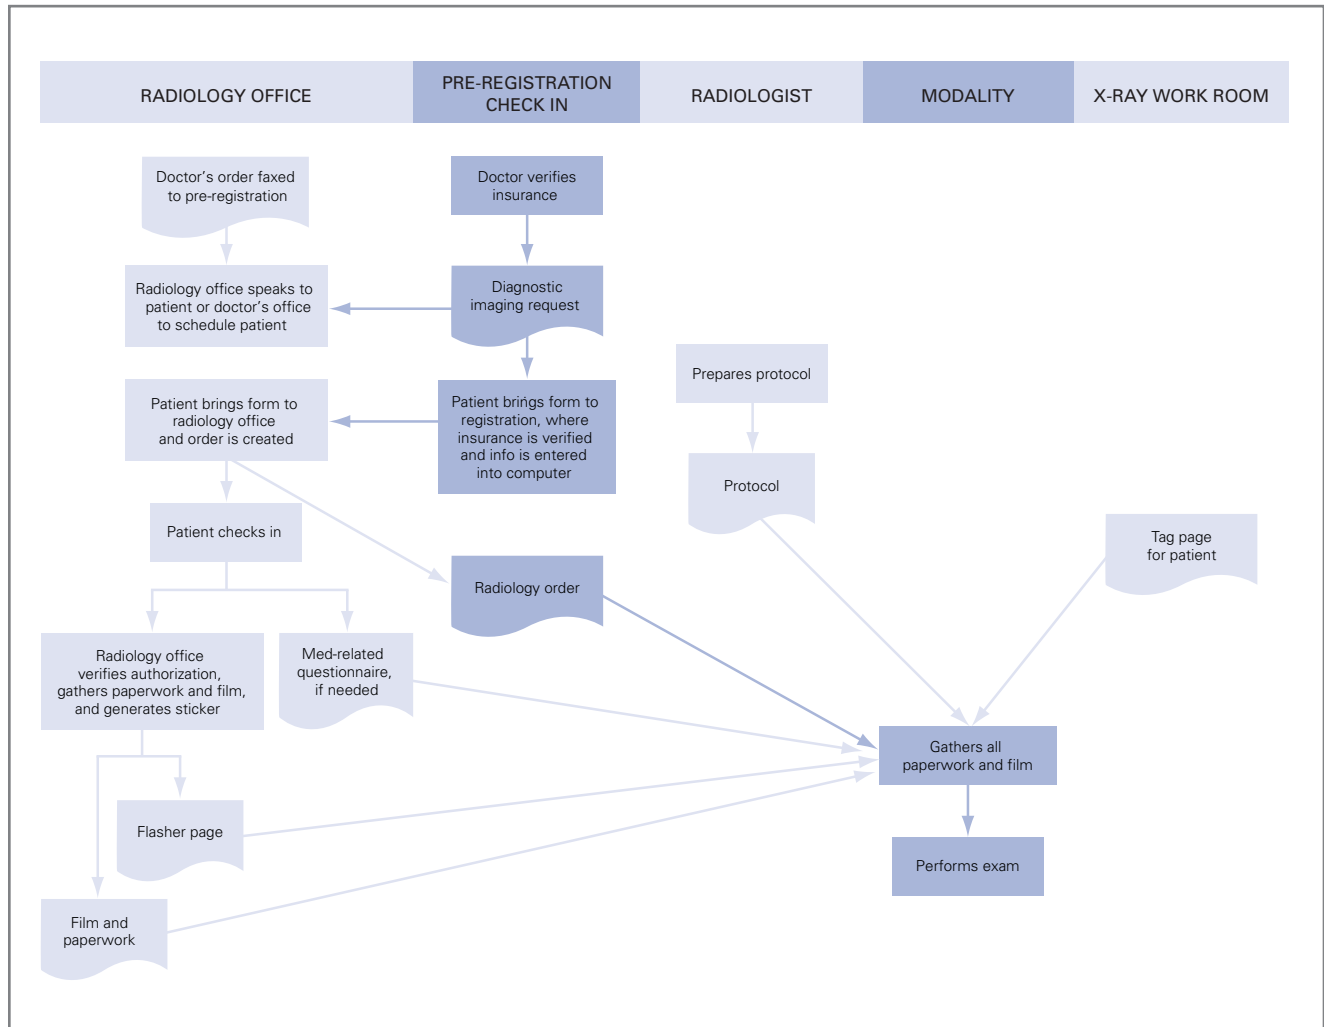 RADIOLOGY OFFICE
PRE-REGISTRATION
CHECK IN
RADIOLOGIST
MODALITY
X-RAY WORK ROOM
Doctor's order faxed
to pre-registration
Doctor verifies
insurance
Radiology office speaks to
patient or doctor's office
to schedule patient
Diagnostic
imaging request
Prepares protocol
Patient brings form to
radiology office
and order is created
Patient brings form to
registration, where
insurance is verified
and info is entered
into computer
Protocol
Patient checks in
Tag page
for patient
Radiology order
Radiology office
verifies authorization,
gathers paperwork and film,
and generates sticker
Med-related
questionnaire,
if needed
Gathers all
paperwork and film
Flasher page
Performs exam
Film and
paperwork